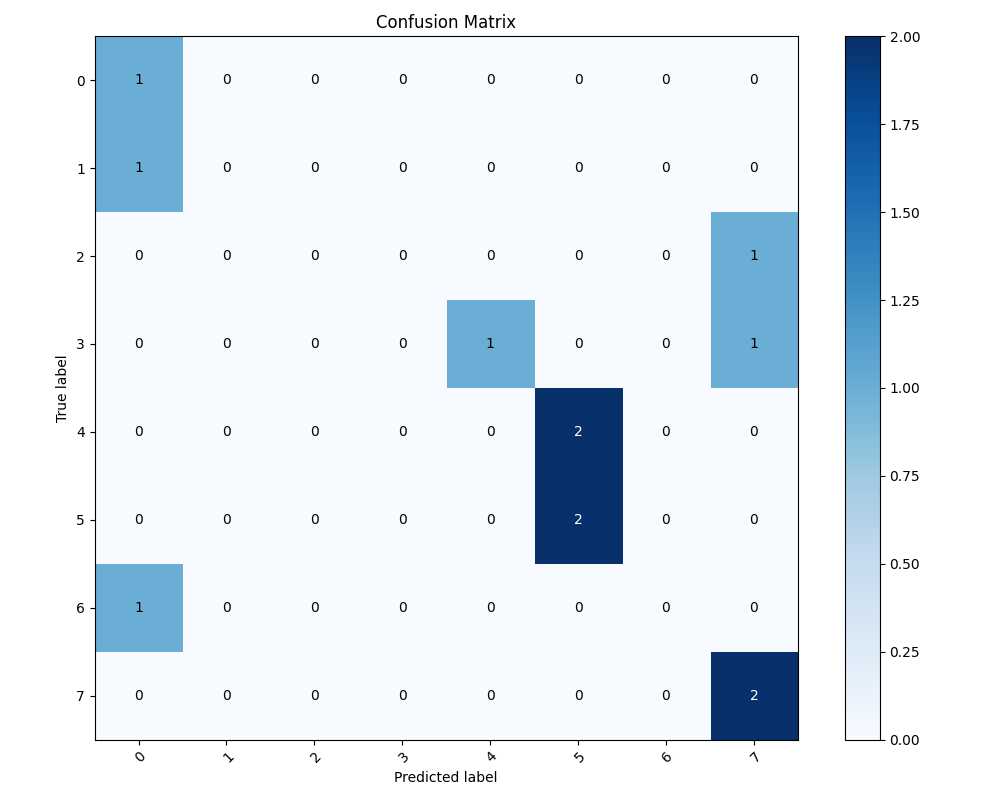 Confusion Matrix
0 1 0 0 0 0 0 0 0
1 1 0 0 0 0 0 0 0
2 0 0 0 0 0 0 0 1
3 0 0 0 0 1 0 0 1
4 0 0 0 0 0 2 0 0
5 0 0 0 0 0 2 0 0
6 1 0 0 0 0 0 0 0
7 0 0 0 0 0 0 0 2
0 1 2 3 4 5 6 7
True label
Predicted label
2.00
1.75
1.50
1.25
1.00
0.75
0.50
0.25
0.00